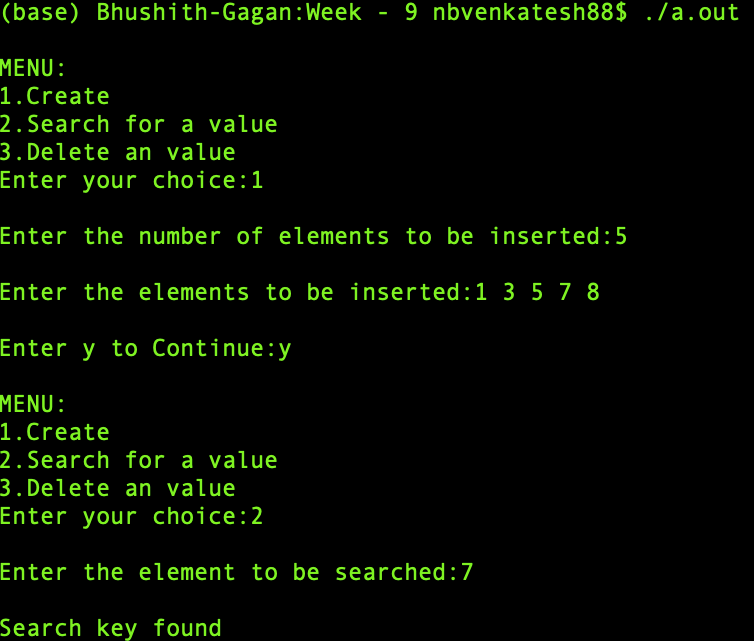 (base) Bhushith-Gagan:Week - 9 nbvenkatesh88$ ./a.out
MENU:
1.Create
2.Search for a value
3.Delete an value
Enter your choice:1
Enter the number of elements to be inserted:5
Enter the elements to be inserted:1 3 5 7 8
Enter y to Continue:y
MENU:
1.Create
2.Search for a value
3.Delete an value
Enter your choice:2
Enter the element to be searched:7
Search key found